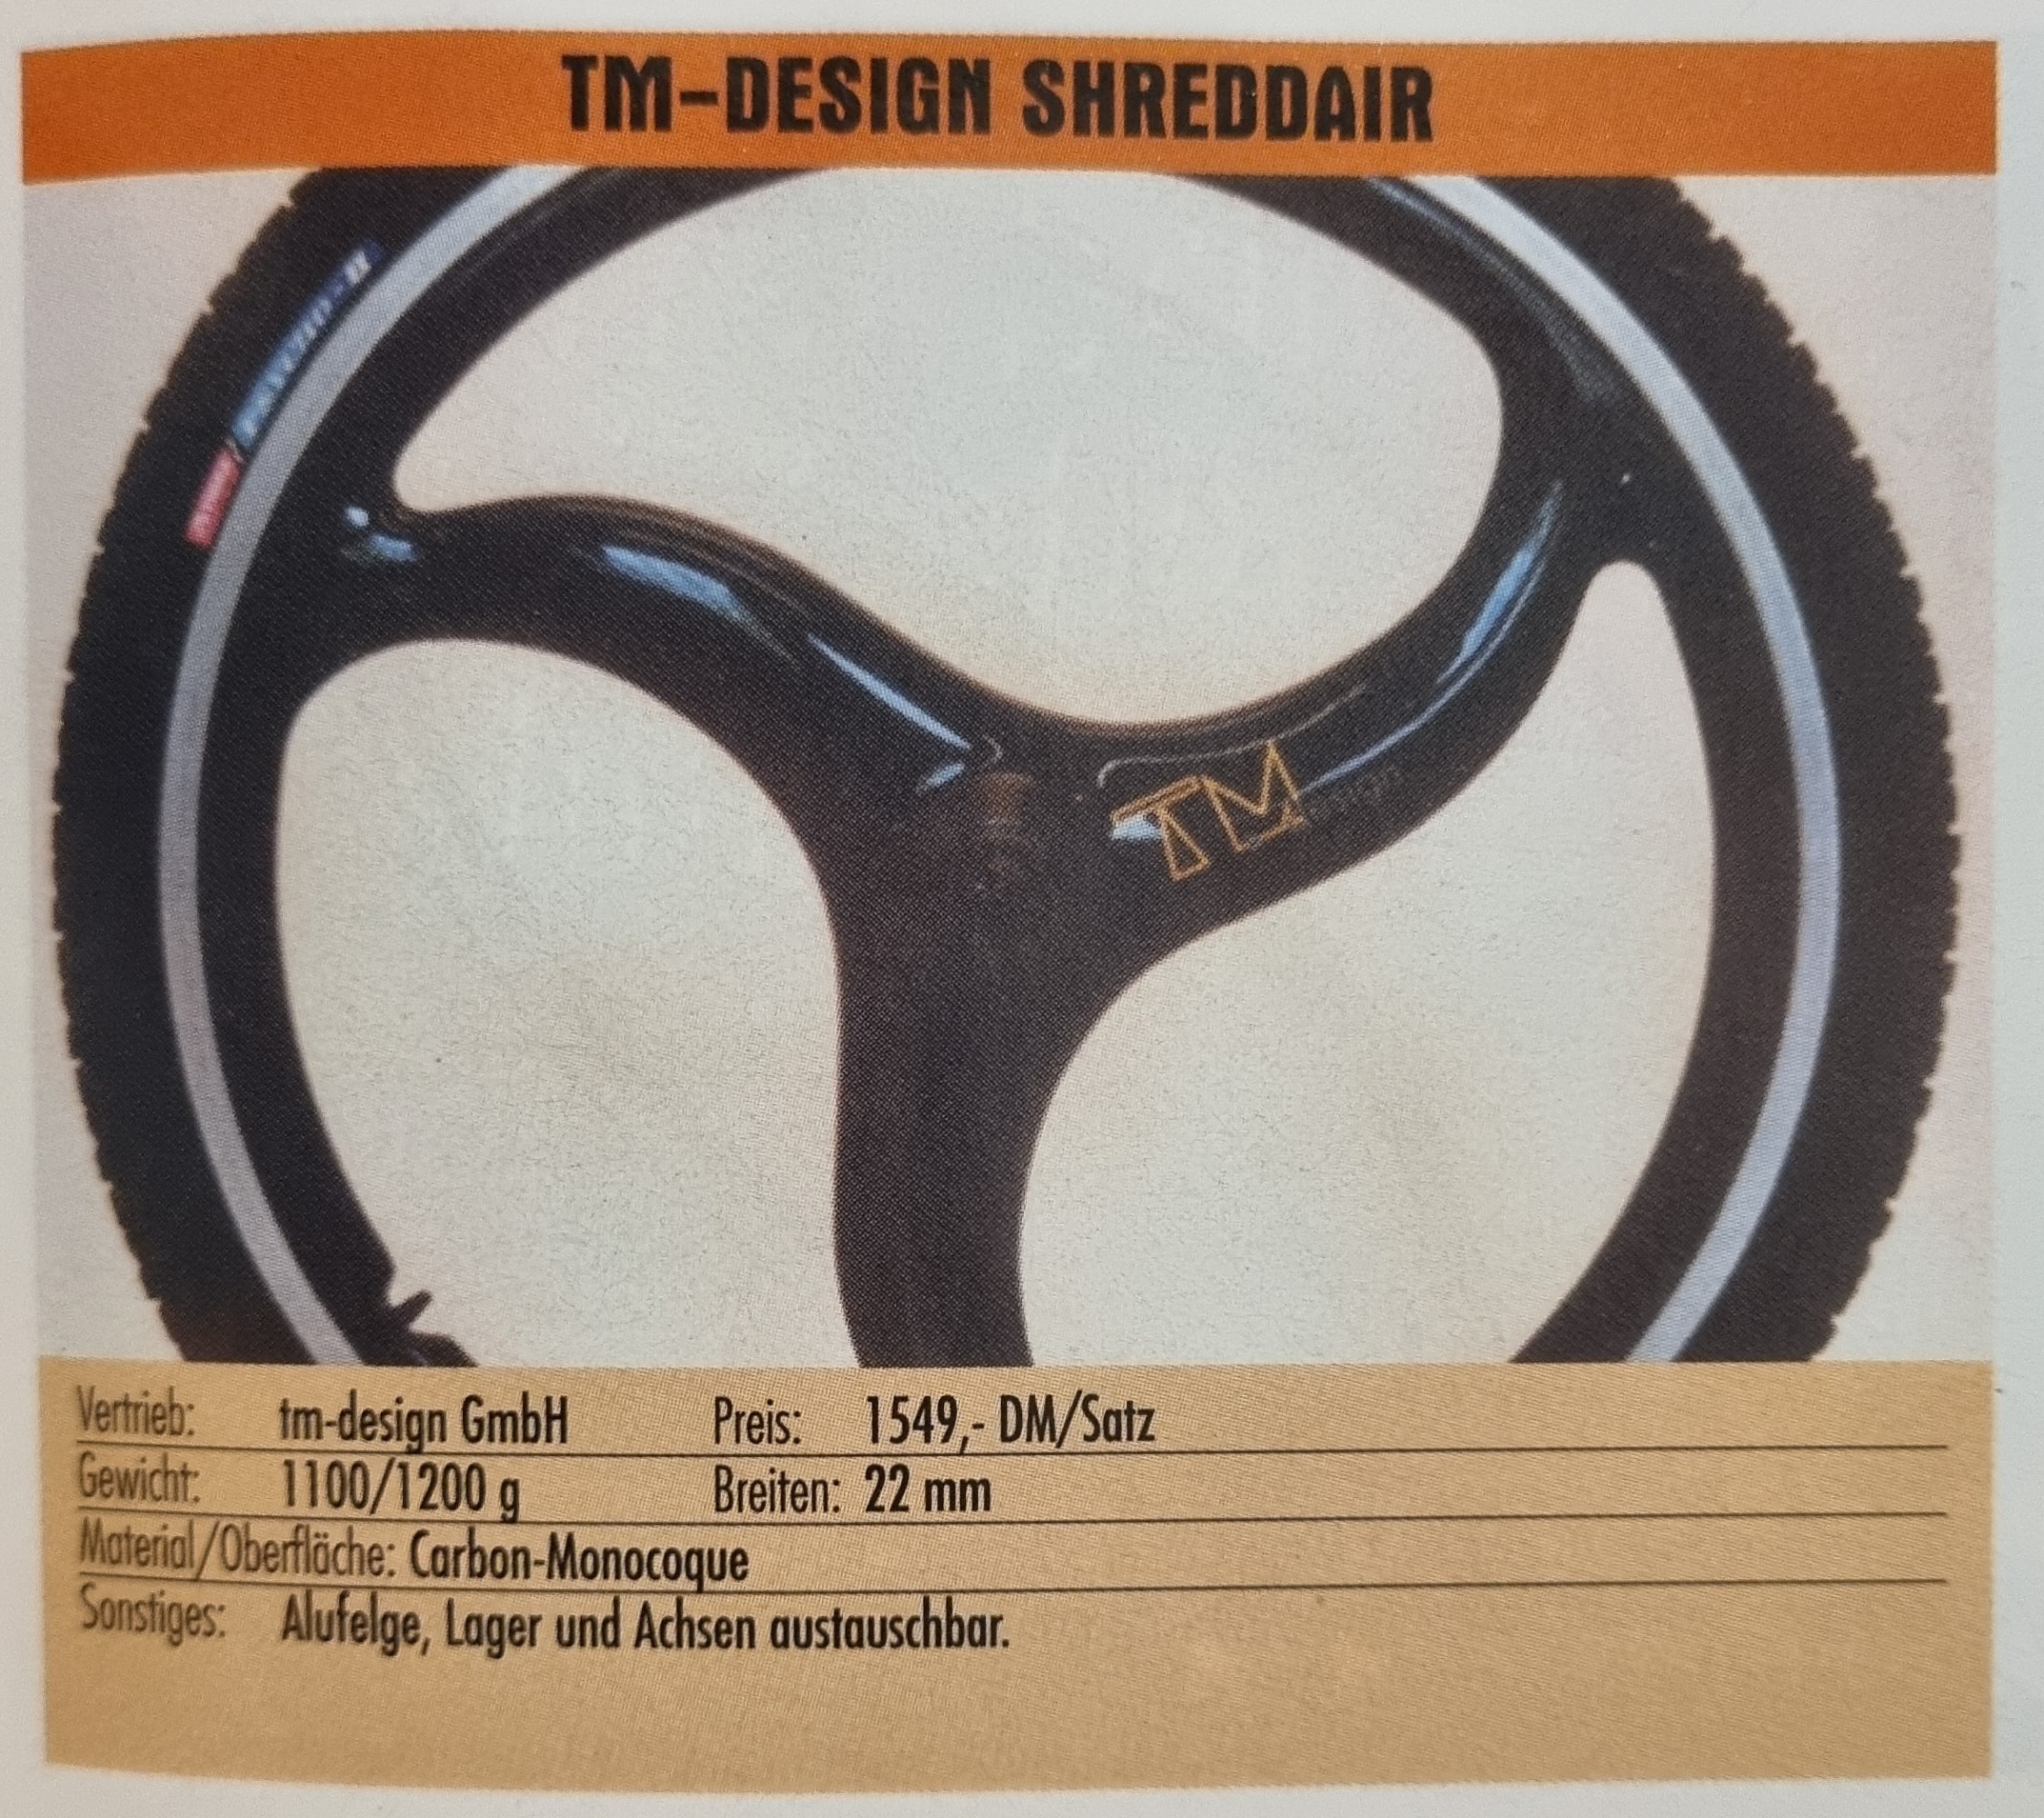 TM-DESIGN SHREDDAIR
TM
Vertrieb: tm-design GmbH Preis: 1549,- DM/Satz
Gewicht: 1100/1200 g Breiten: 22 mm
Material/Oberfläche: Carbon-Monocoque
Sonstiges: Alufelge, Lager und Achsen austauschbar.